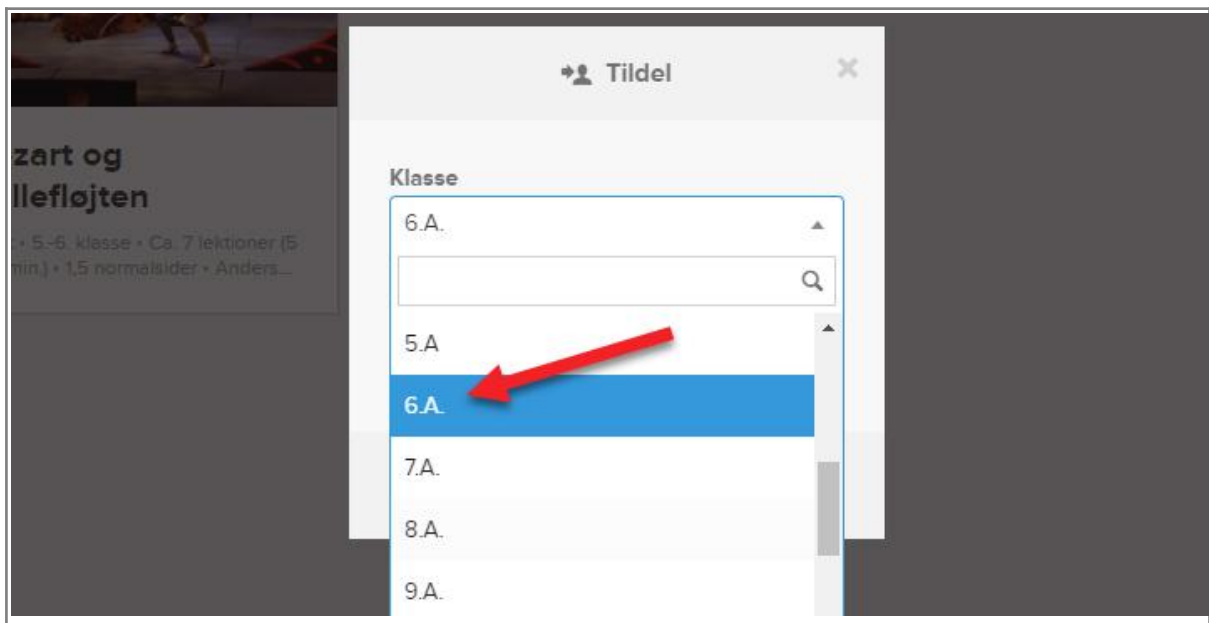 Tildel
zart og
llefløjten
• 5.-6. klasse • Ca. 7 lektioner (5
min.) • 1,5 normalsider • Anders...
Klasse
6.A.
5.A
6.A.
7.A.
8.A.
9.A.